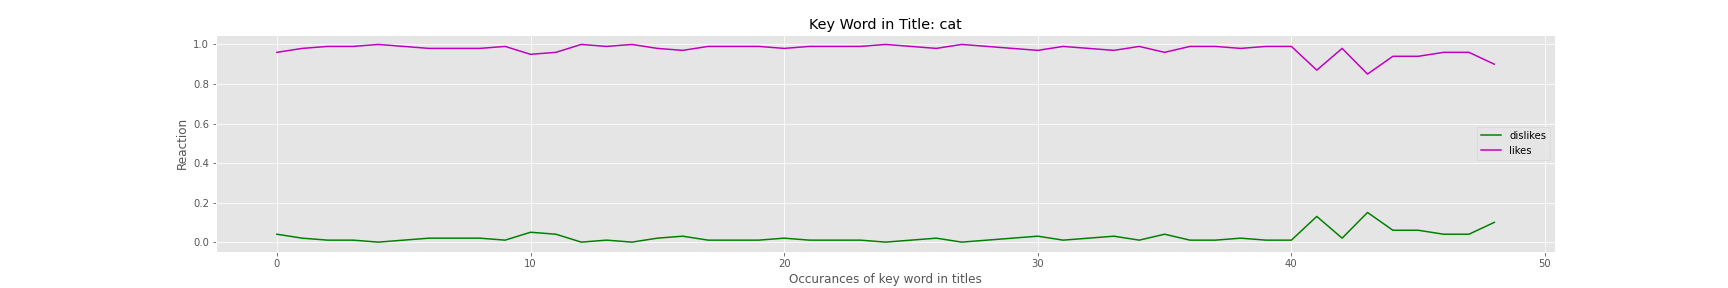 Key Word in Title: cat
1.0
0.8
0.6
0.4
0.2
0.0
Reaction
dislikes
likes
0 10 20 30 40 50
Occurances of key word in titles